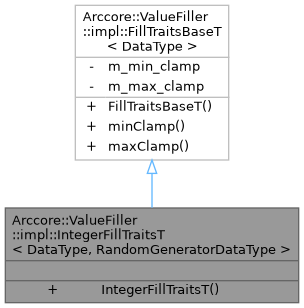 Arccore::ValueFiller
::impl::FillTraitsBaseT
< DataType >
- m_min_clamp
- m_max_clamp
+ FillTraitsBaseT()
+ minClamp()
+ maxClamp()
Arccore::ValueFiller
::impl::IntegerFillTraitsT
< DataType, RandomGeneratorDataType >
+ IntegerFillTraitsT()